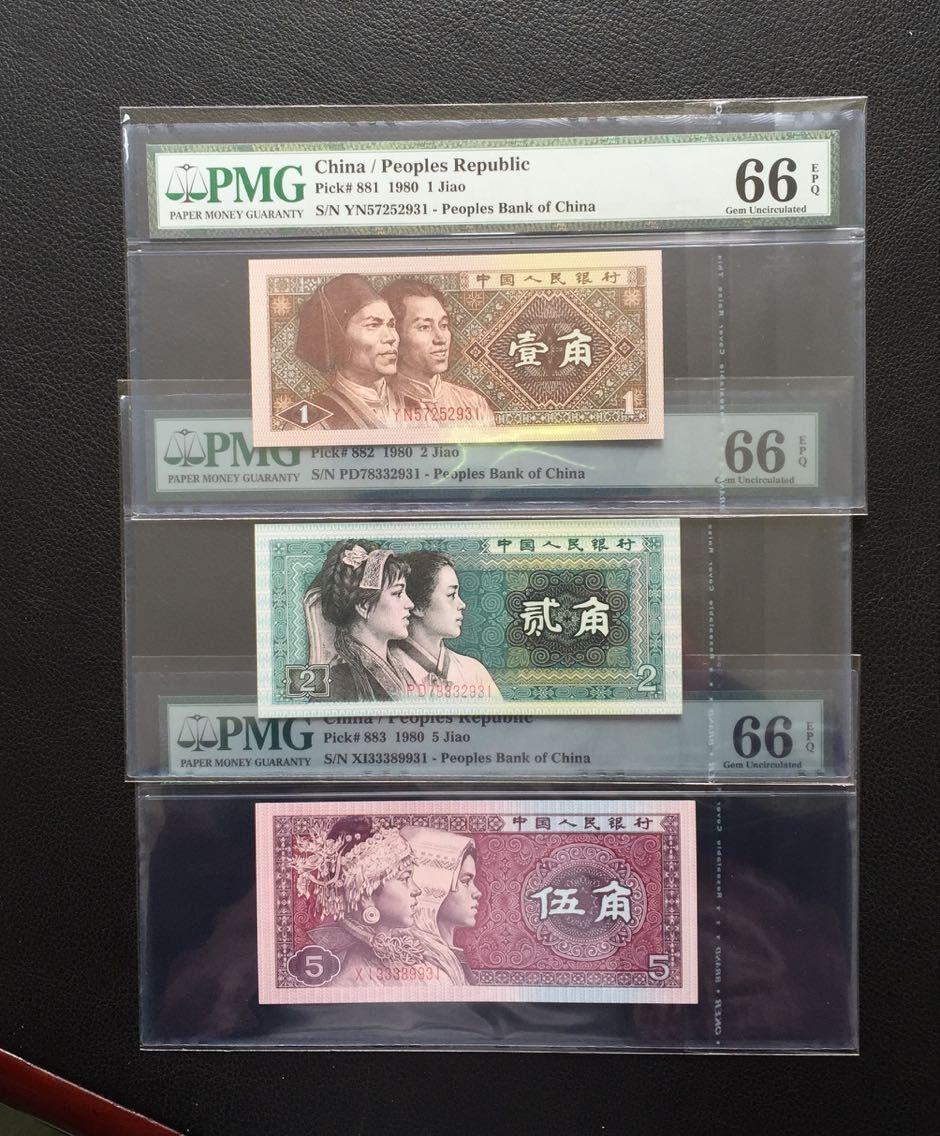 PMG
PAPER MONEY GUARANTY
China / Peoples Republic
Pick# 881 1980 1 Jiao
S/N YN57252931 - Peoples Bank of China
66
EPQ
Gem Uncirculated
中国人民银行
壹角
YN57252931
1
1
PMG
PAPER MONEY GUARANTY
Pick# 882 1980 2 Jiao
S/N PD78332931 - Peoples Bank of China
66
EPQ
Gem Uncirculated
中国人民银行
贰角
PD78332931
2
2
PMG
PAPER MONEY GUARANTY
China / Peoples Republic
Pick# 883 1980 5 Jiao
S/N XI33389931 - Peoples Bank of China
66
EPQ
Gem Uncirculated
中国人民银行
伍角
XI33389931
5
5